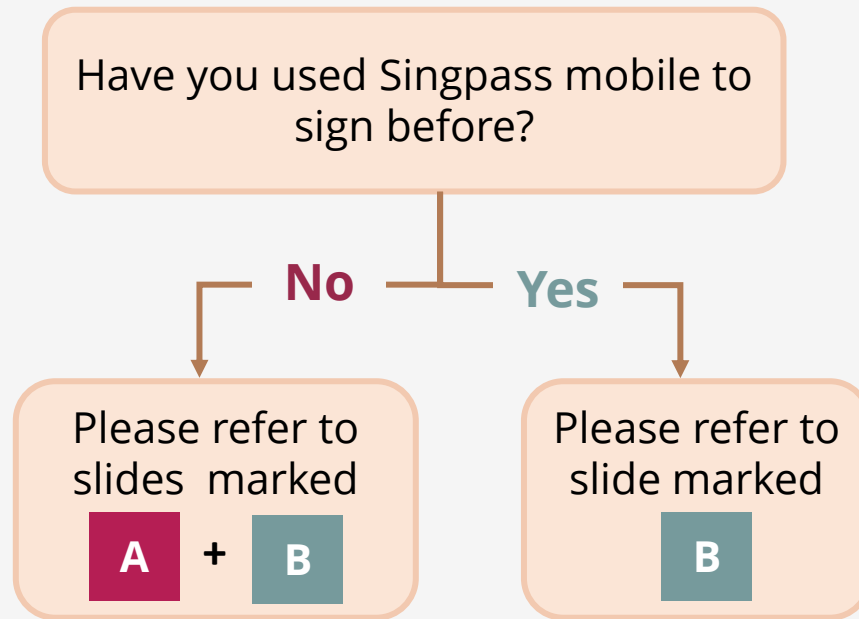 Have you used Singpass mobile to
sign before?
No
Yes
Please refer to
slides marked
A + B
Please refer to
slide marked
B